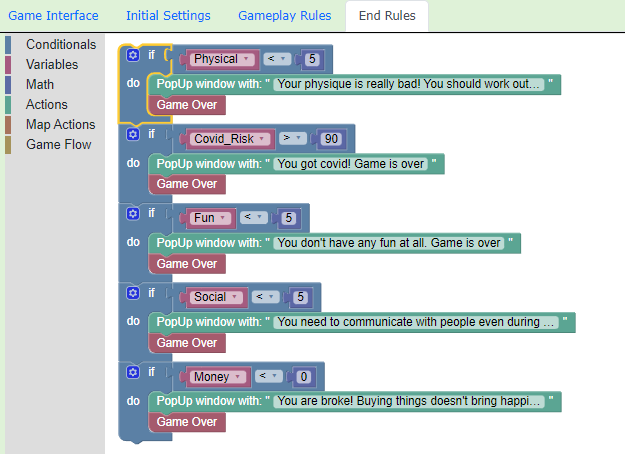 Game Interface Initial Settings Gameplay Rules End Rules
Conditionals
Variables
Math
Actions
Map Actions
Game Flow
if Physical < 5
do PopUp window with: " Your physique is really bad! You should work out... "
Game Over
if Covid_Risk > 90
do PopUp window with: " You got covid! Game is over "
Game Over
if Fun < 5
do PopUp window with: " You don't have any fun at all. Game is over "
Game Over
if Social < 5
do PopUp window with: " You need to communicate with people even during ... "
Game Over
if Money < 0
do PopUp window with: " You are broke! Buying things doesn't bring happi... "
Game Over